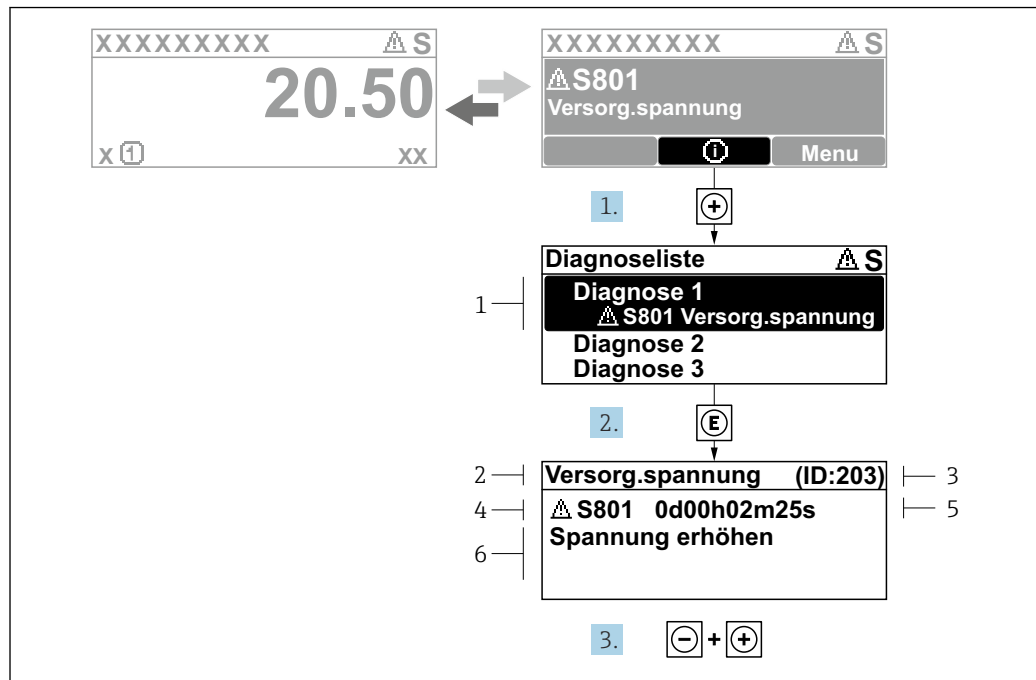 XXXXXXXXX ⚠ S
20.50
X ① XX
XXXXXXXXX ⚠ S
⚠ S801
Versorg.spannung
ⓘ Menu
1. +
Diagnoseliste ⚠ S
1
Diagnose 1
⚠ S801 Versorg.spannung
Diagnose 2
Diagnose 3
2. E
2 Versorg.spannung (ID:203) 3
4 ⚠ S801 0d00h02m25s 5
6 Spannung erhöhen
3. − + +